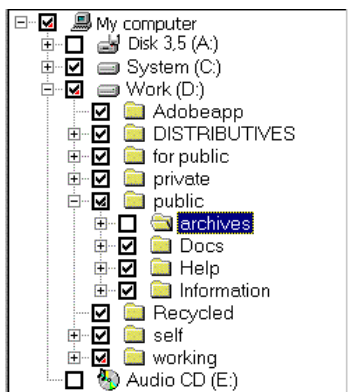 My computer
Disk 3,5 (A:)
System (C:)
Work (D:)
Adobeapp
DISTRIBUTIVES
for public
private
public
archives
Docs
Help
Information
Recycled
self
working
Audio CD (E:)